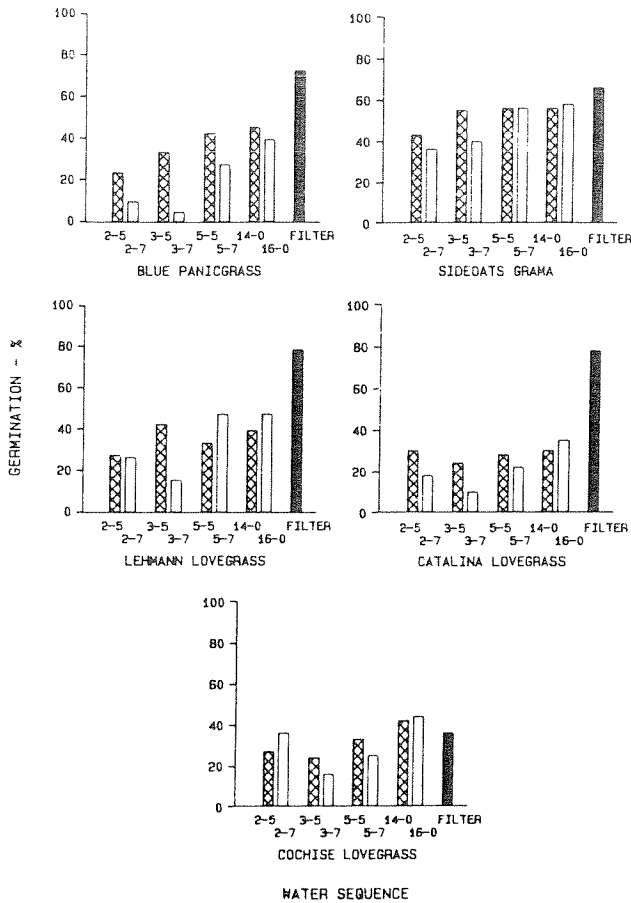 100
80
60
40
20
0
2-5 3-5 5-5 14-0 FILTER
2-7 3-7 5-7 16-0
BLUE PANICGRASS
100
80
60
40
20
0
2-5 3-5 5-5 14-0 FILTER
2-7 3-7 5-7 16-0
SIDEOATS GRAMA
GERMINATION - %
100
80
60
40
20
0
2-5 3-5 5-5 14-0 FILTER
2-7 3-7 5-7 16-0
LEHMANN LOVEGRASS
100
80
60
40
20
0
2-5 3-5 5-5 14-0 FILTER
2-7 3-7 5-7 16-0
CATALINA LOVEGRASS
100
80
60
40
20
0
2-5 3-5 5-5 14-0 FILTER
2-7 3-7 5-7 16-0
COCHISE LOVEGRASS
WATER SEQUENCE